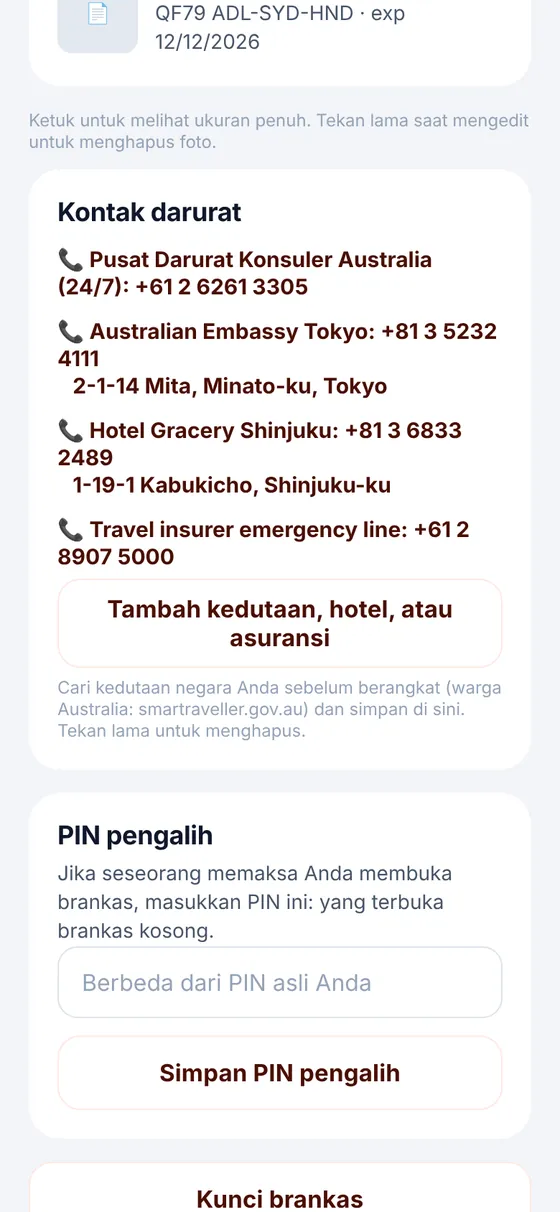 QF79 ADL-SYD-HND · exp
12/12/2026
Ketuk untuk melihat ukuran penuh. Tekan lama saat mengedit
untuk menghapus foto.
Kontak darurat
📞 Pusat Darurat Konsuler Australia
(24/7): +61 2 6261 3305
📞 Australian Embassy Tokyo: +81 3 5232
4111
2-1-14 Mita, Minato-ku, Tokyo
📞 Hotel Gracery Shinjuku: +81 3 6833
2489
1-19-1 Kabukicho, Shinjuku-ku
📞 Travel insurer emergency line: +61 2
8907 5000
Tambah kedutaan, hotel, atau
asuransi
Cari kedutaan negara Anda sebelum berangkat (warga
Australia: smartraveller.gov.au) dan simpan di sini.
Tekan lama untuk menghapus.
PIN pengalih
Jika seseorang memaksa Anda membuka
brankas, masukkan PIN ini: yang terbuka
brankas kosong.
Berbeda dari PIN asli Anda
Simpan PIN pengalih
Kunci brankas